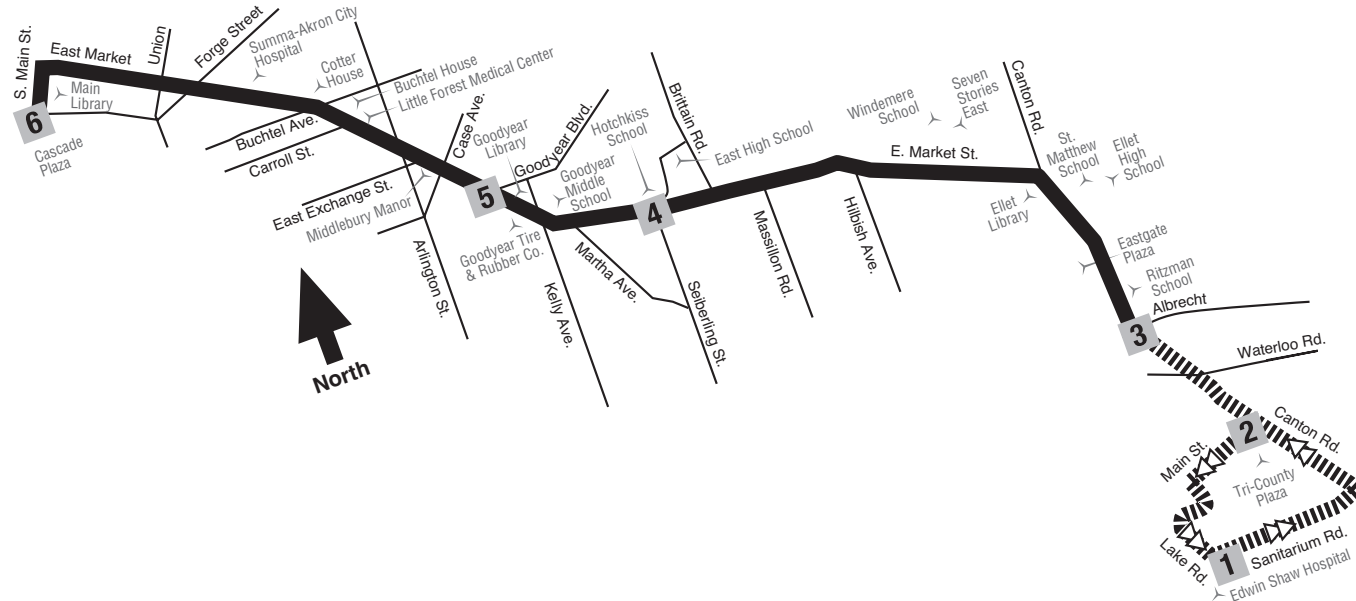 S. Main St.
East Market
Union
Forge Street
Summa-Akron City
Hospital
Cotter
House
Buchtel House
Little Forest Medical Center
Main
Library
6
Cascade
Plaza
Buchtel Ave.
Carroll St.
East Exchange St.
Middlebury Manor
Arlington St.
Case Ave.
Goodyear
Library
Goodyear Blvd.
5
Goodyear Tire
& Rubber Co.
Goodyear
Middle
School
Hotchkiss
School
Brittain Rd.
East High School
4
Martha Ave.
Kelly Ave.
Seiberling St.
Massillon Rd.
Hilbish Ave.
Windemere
School
Seven
Stories
East
Canton Rd.
E. Market St.
St.
Matthew
School
Ellet
High
School
Ellet
Library
Eastgate
Plaza
Ritzman
School
Albrecht
3
Waterloo Rd.
2
Canton Rd.
Main St.
Tri-County
Plaza
Lake Rd.
1
Sanitarium Rd.
Edwin Shaw Hospital
North